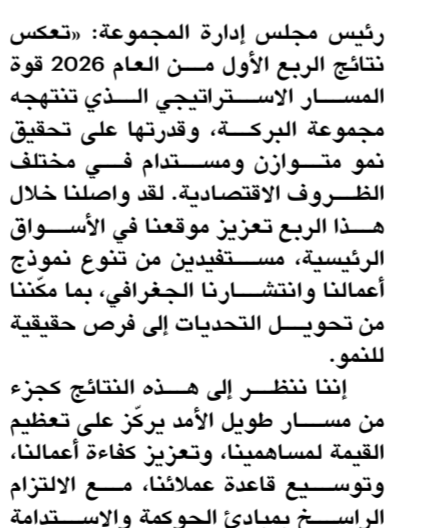 رئيس مجلس إدارة المجموعة: «تعكس
نتائج الربع الأول من العام 2026 قوة
المسار الاستراتيجي الذي تنتهجه
مجموعة البركة، وقدرتها على تحقيق
نمو متوازن ومستدام في مختلف
الظروف الاقتصادية. لقد واصلنا خلال
هذا الربع تعزيز موقعنا في الأسواق
الرئيسية، مستفيدين من تنوع نموذج
أعمالنا وانتشارنا الجغرافي، بما مكّننا
من تحويل التحديات إلى فرص حقيقية
للنمو.
إننا ننظر إلى هذه النتائج كجزء
من مسار طويل الأمد يركّز على تعظيم
القيمة لمساهمينا، وتعزيز كفاءة أعمالنا،
وتوسيع قاعدة عملائنا، مع الالتزام
الراسخ بمبادئ الحوكمة والاستدامة